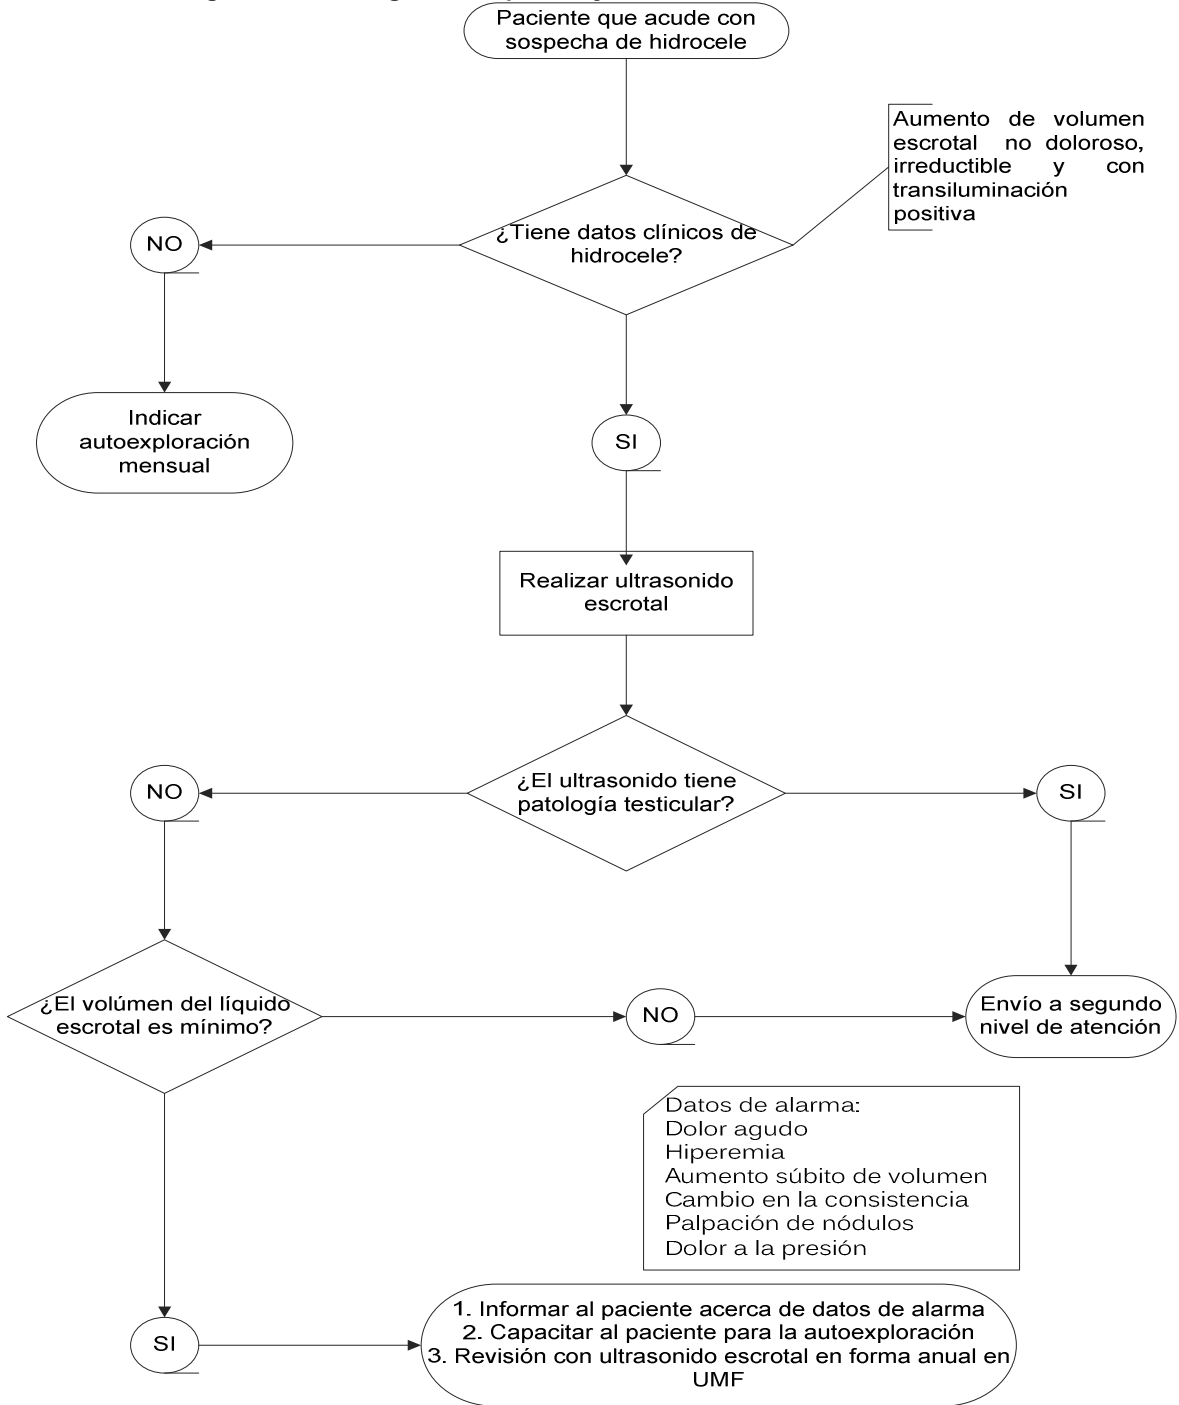 Paciente que acude con
sospecha de hidrocele
Aumento de volumen
escrotal no doloroso,
irreductible y con
transiluminación
positiva
¿Tiene datos clínicos de
hidrocele?
NO
Indicar
autoexploración
mensual
SI
Realizar ultrasonido
escrotal
¿El ultrasonido tiene
patología testicular?
NO
SI
¿El volúmen del líquido
escrotal es mínimo?
NO
Envío a segundo
nivel de atención
Datos de alarma:
Dolor agudo
Hiperemia
Aumento súbito de volumen
Cambio en la consistencia
Palpación de nódulos
Dolor a la presión
SI
1. Informar al paciente acerca de datos de alarma
2. Capacitar al paciente para la autoexploración
3. Revisión con ultrasonido escrotal en forma anual en
UMF